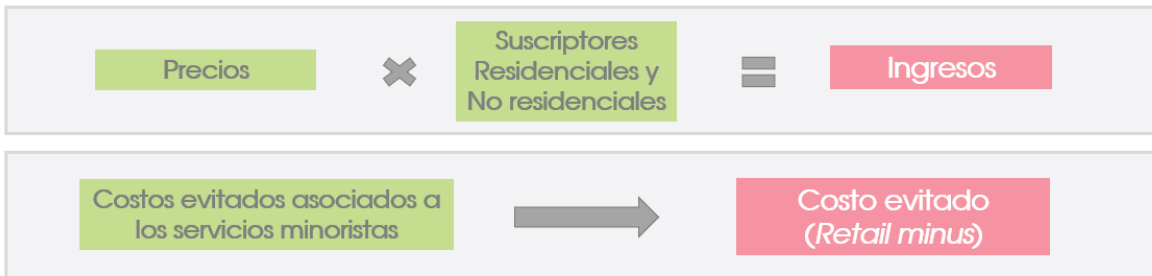 Precios
Suscriptores
Residenciales y
No residenciales
Ingresos
Costos evitados asociados a
los servicios minoristas
Costo evitado
(Retail minus)